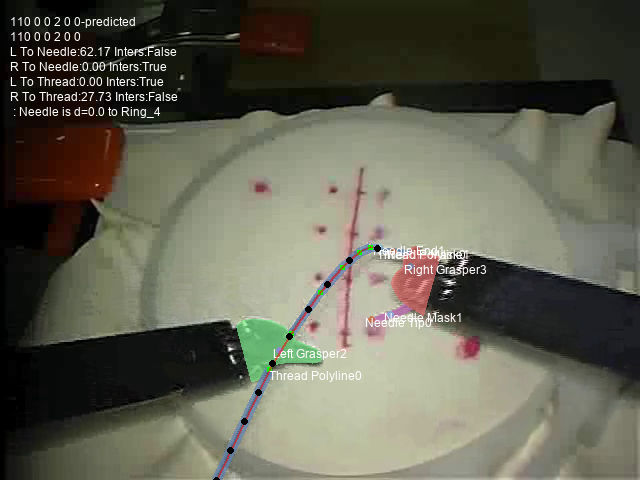 110 0 0 2 0 0-predicted
110 0 0 2 0 0
L To Needle:62.17 Inters:False
R To Needle:0.00 Inters:True
L To Thread:0.00 Inters:True
R To Thread:27.73 Inters:False
: Needle is d=0.0 to Ring_4
Needle End1
Right Grasper3
Needle Mask1
Needle Tip0
Left Grasper2
Thread Polyline0